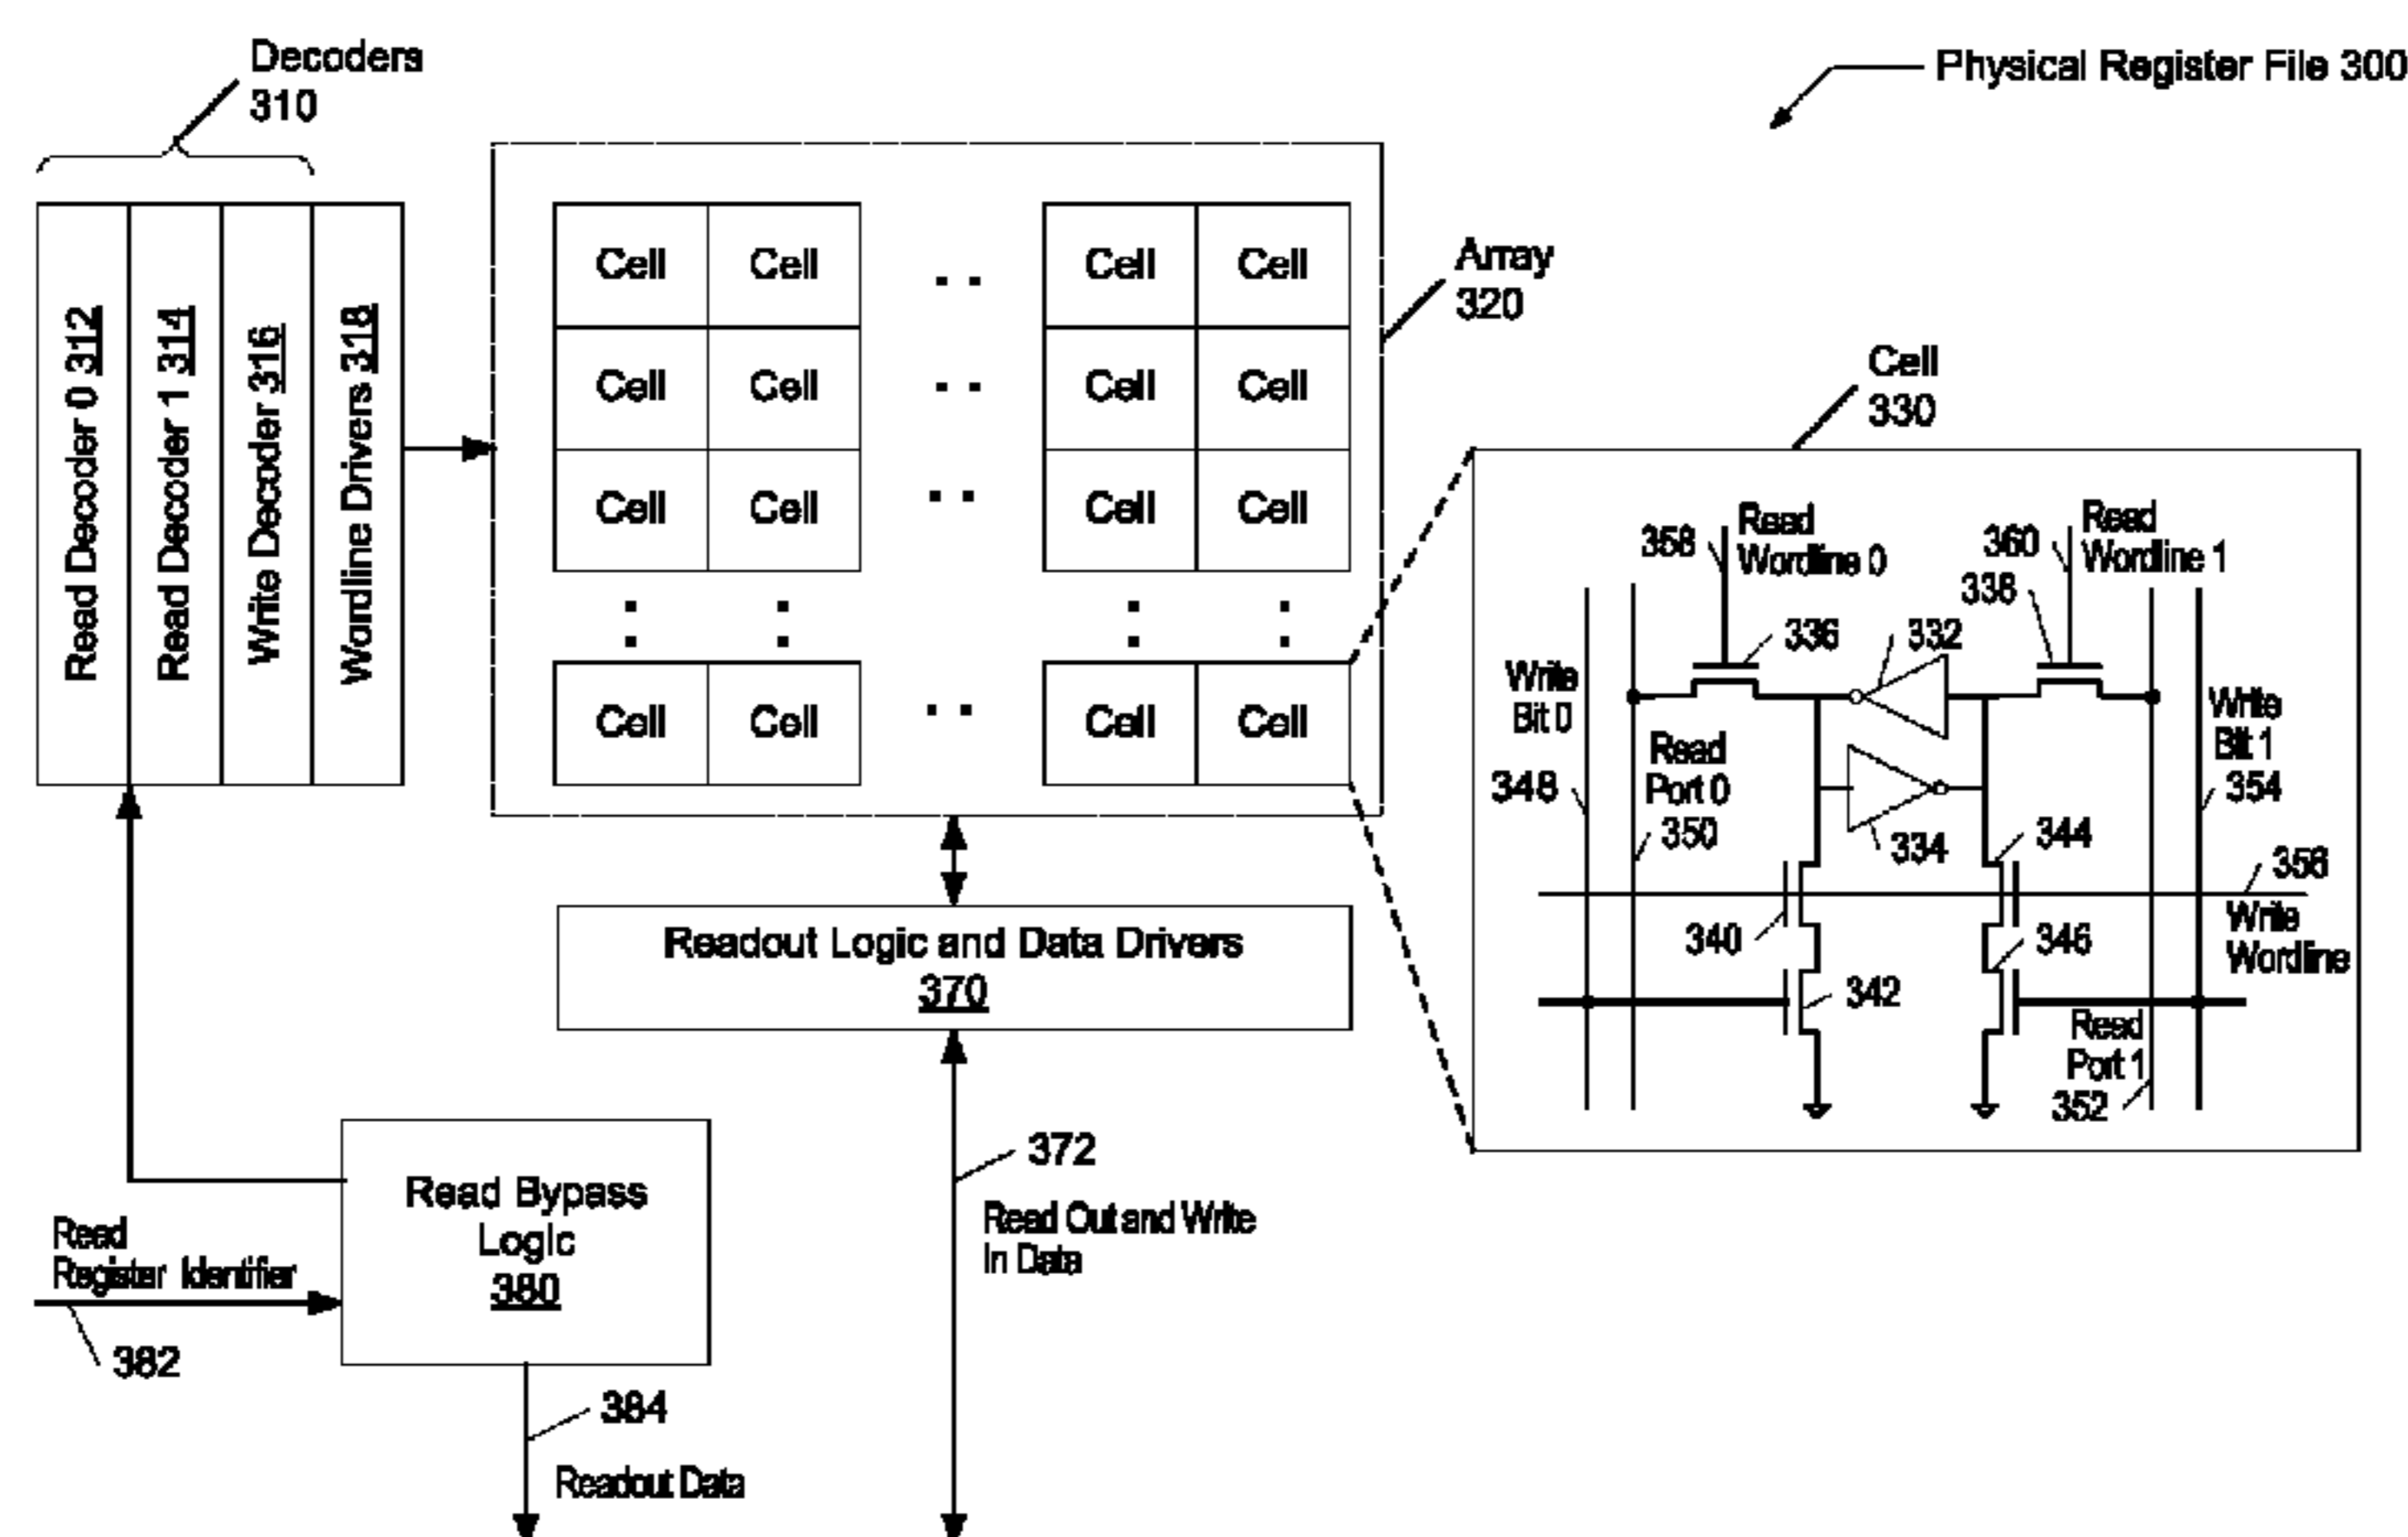 Decoders
310
Physical Register File 300
Read Decoder 0 312
Read Decoder 1 314
Write Decoder 316
Wordline Drivers 318
Cell Cell .. Cell Cell
Cell Cell .. Cell Cell
Cell Cell .. Cell Cell
: : : :
Cell Cell .. Cell Cell
Array
320
Cell
330
358
Read
Wordline 0
360
Read
Wordline 1
338
336
332
Write
Bit 0
348
Read
Port 0
350
334
Write
Bit 1
354
344
356
Write
Wordline
340
346
342
Read
Port 1
352
Readout Logic and Data Drivers
370
372
Read Out and Write
In Data
Read Bypass
Logic
380
Read
Register Identifier
382
384
Readout Data